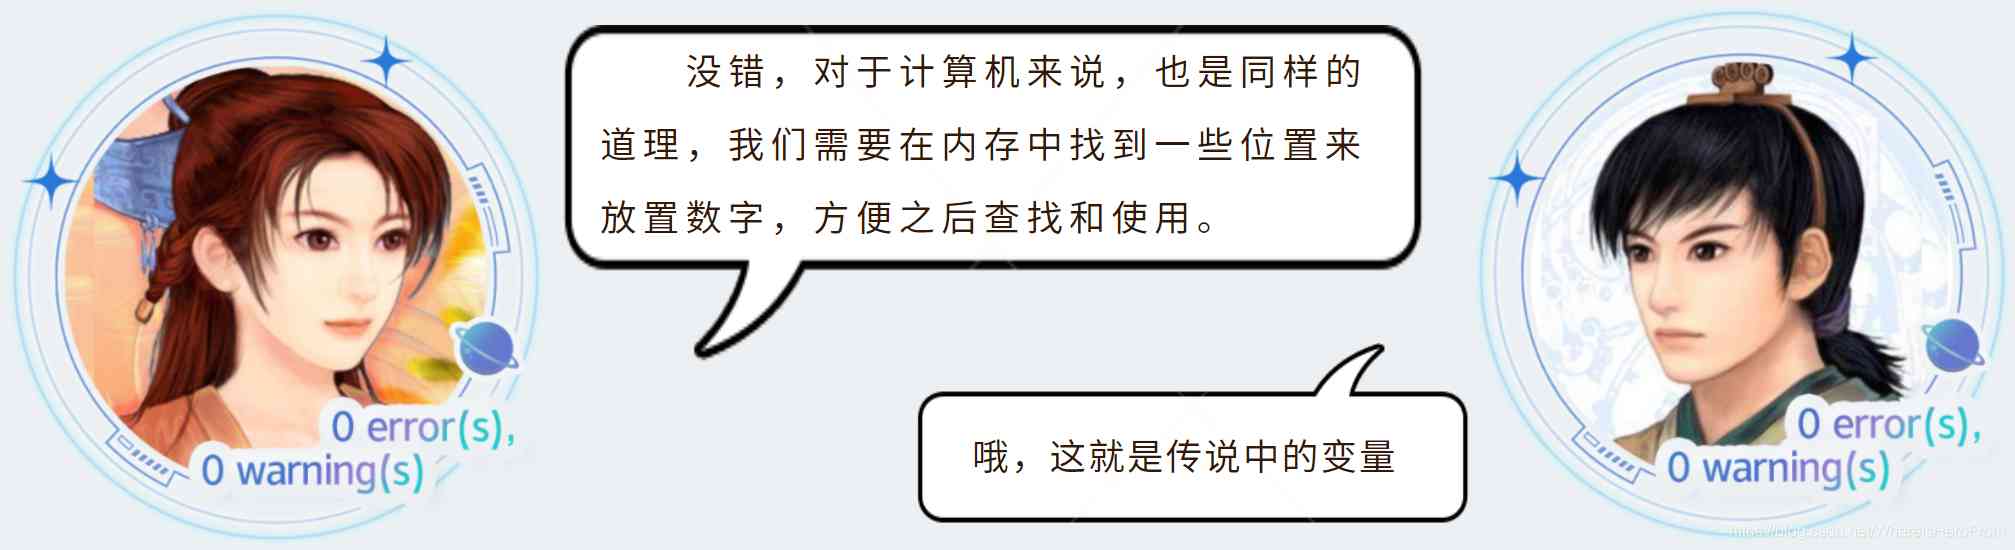 没错，对于计算机来说，也是同样的
道理，我们需要在内存中找到一些位置来
放置数字，方便之后查找和使用。
哦，这就是传说中的变量
0 error(s),
0 warning(s)
0 error(s),
0 warning(s)
https://blog.csdn.net/WhereIsHeroFrom